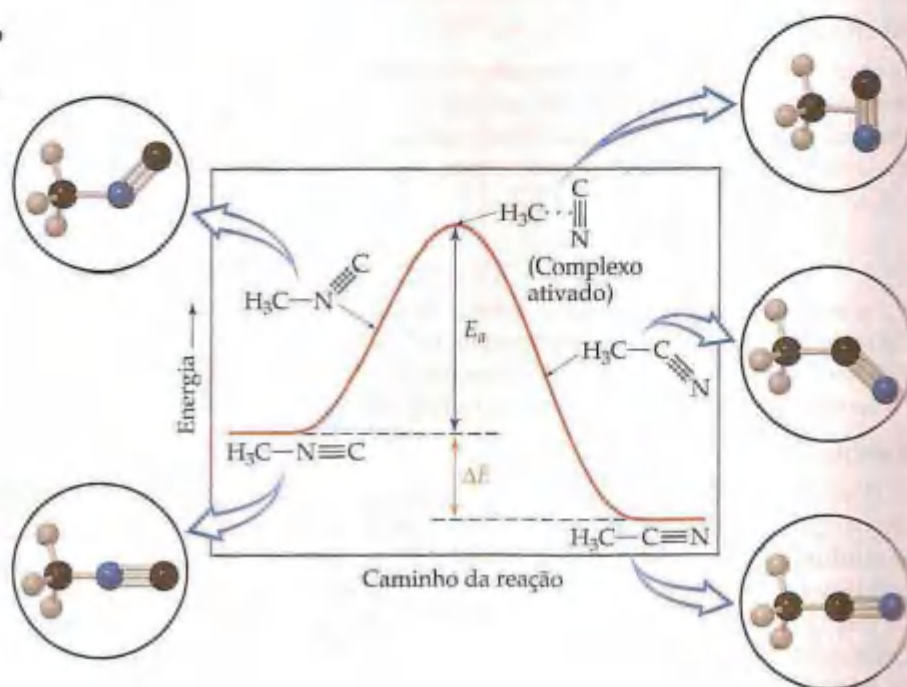 H₃C··· C≡N
(Complexo
ativado)
H₃C—N≡C
Eₐ
H₃C—C≡N
Energia →
H₃C—N≡C
ΔE
H₃C—C≡N
Caminho da reação